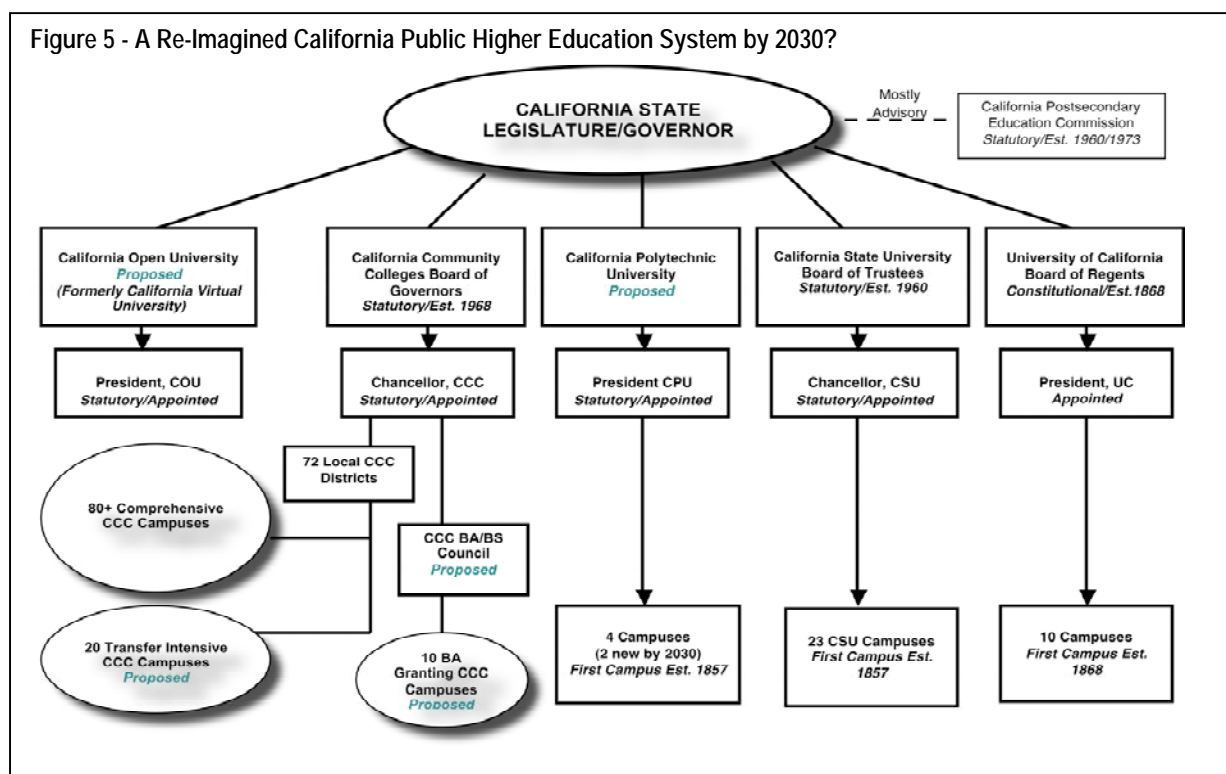 Figure 5 - A Re-Imagined California Public Higher Education System by 2030?
CALIFORNIA STATE
LEGISLATURE/GOVERNOR
Mostly
Advisory
California Postsecondary
Education Commission
Statutory/Est. 1960/1973
California Open University
Proposed
(Formerly California Virtual
University)
California Community
Colleges Board of
Governors
Statutory/Est. 1968
California Polytechnic
University
Proposed
California State University
Board of Trustees
Statutory/Est. 1960
University of California
Board of Regents
Constitutional/Est.1868
President, COU
Statutory/Appointed
Chancellor, CCC
Statutory/Appointed
President CPU
Statutory/Appointed
Chancellor, CSU
Statutory/Appointed
President, UC
Appointed
72 Local CCC
Districts
80+ Comprehensive
CCC Campuses
CCC BA/BS
Council
Proposed
20 Transfer Intensive
CCC Campuses
Proposed
10 BA
Granting CCC
Campuses
Proposed
4 Campuses
(2 new by 2030)
First Campus Est. 1857
23 CSU Campuses
First Campus Est.
1857
10 Campuses
First Campus Est.
1868